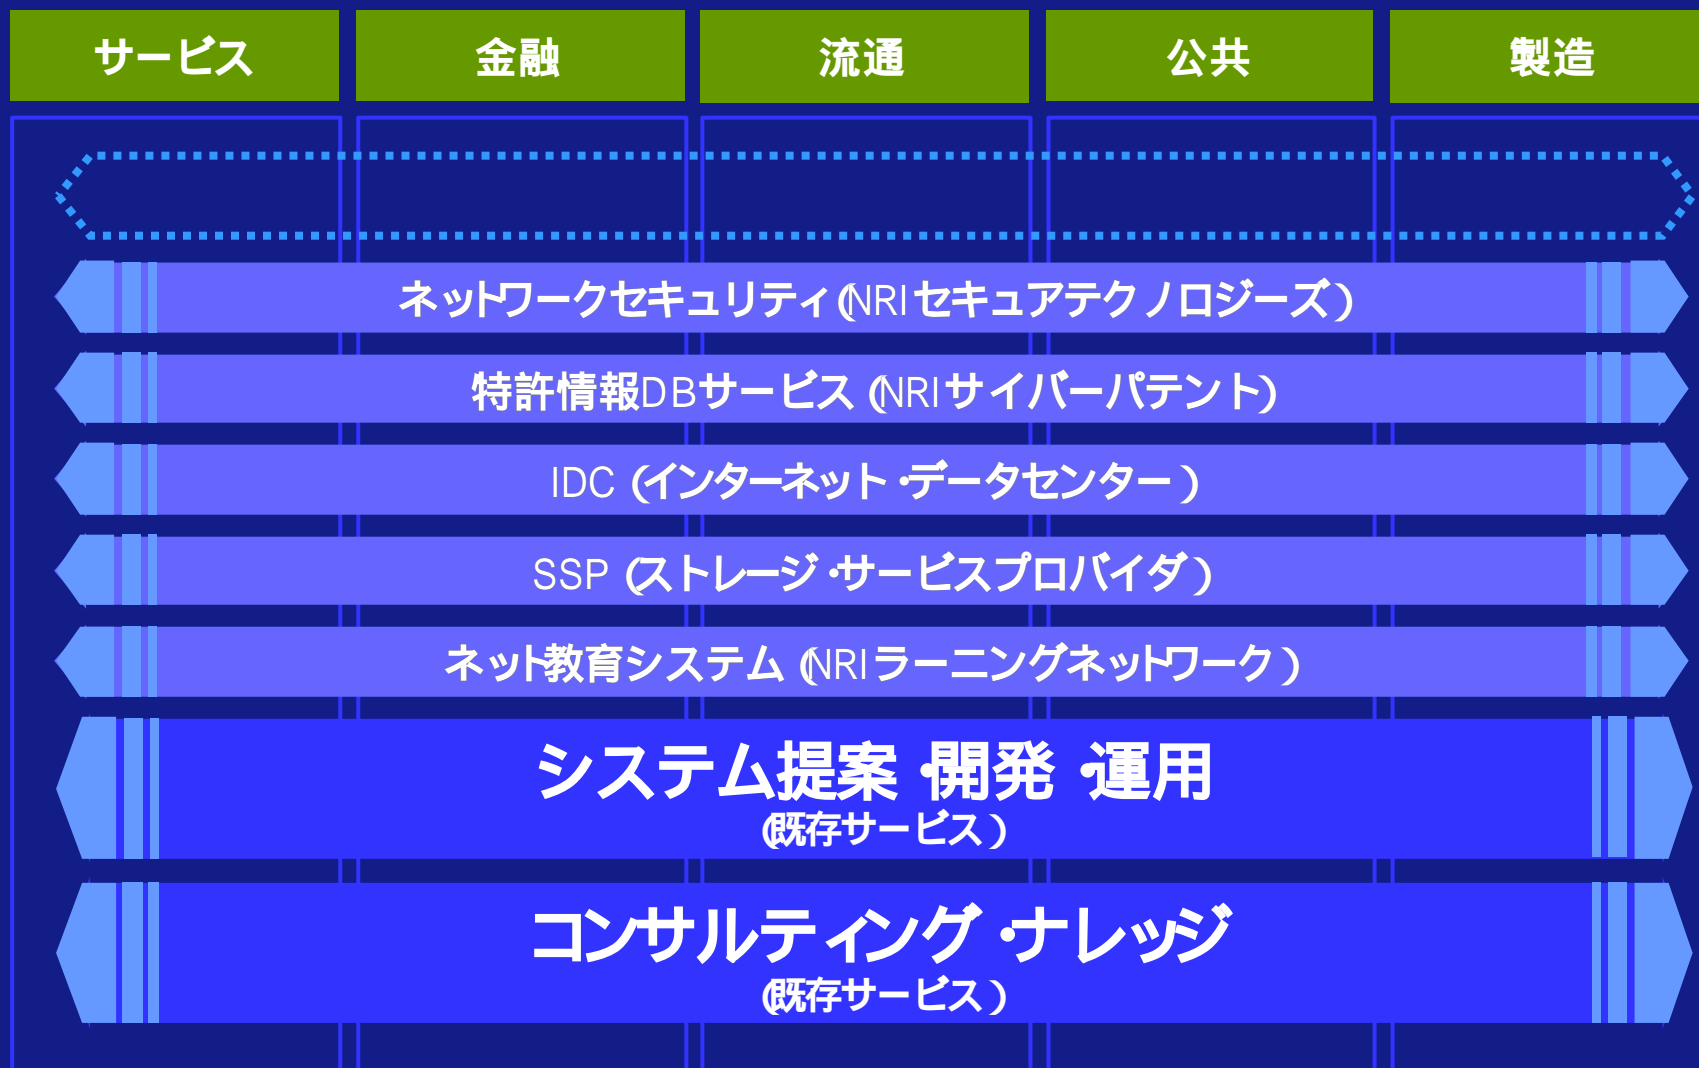 サービス
金融
流通
公共
製造
ネットワークセキュリティ(NRIセキュアテクノロジーズ)
特許情報DBサービス(NRIサイバーパテント)
IDC(インターネット・データセンター)
SSP(ストレージ・サービスプロバイダ)
ネット教育システム(NRIラーニングネットワーク)
システム提案・開発・運用
(既存サービス)
コンサルティング・ナレッジ
(既存サービス)